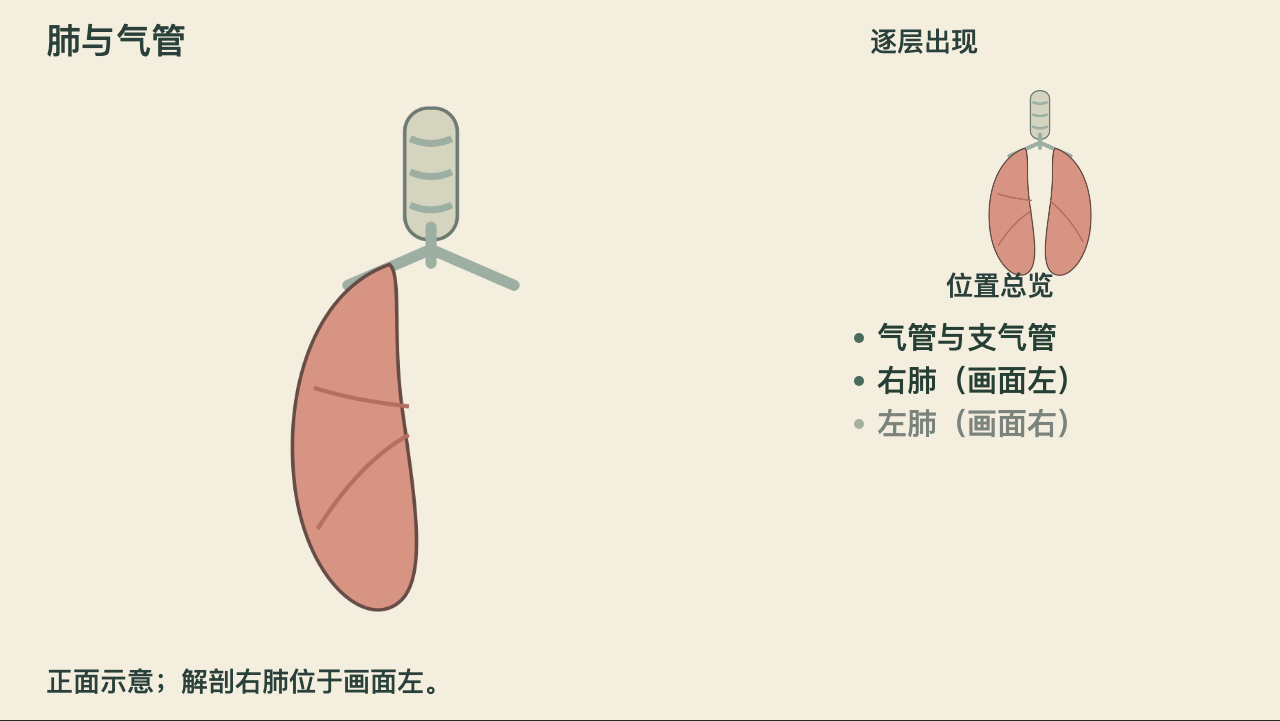 肺与气管
逐层出现
位置总览
气管与支气管
右肺（画面左）
左肺（画面右）
正面示意；解剖右肺位于画面左。